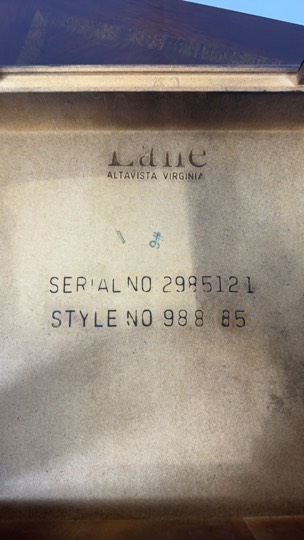 Lane
ALTAVISTA VIRGINIA
SERIAL NO 2985121
STYLE NO 988 85